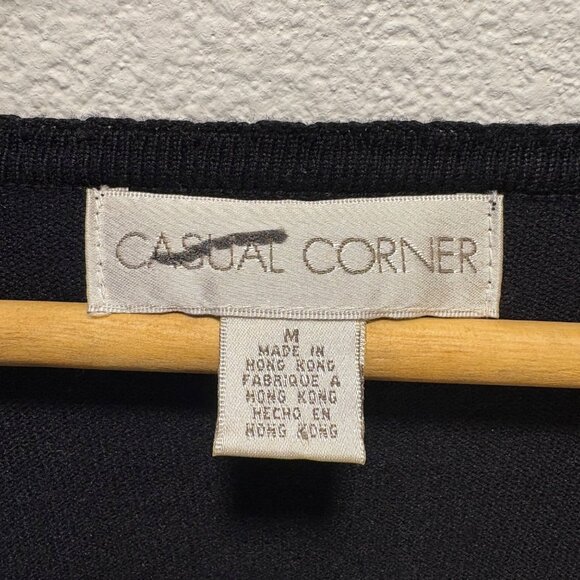 CASUAL CORNER
M
MADE IN
HONG KONG
FABRIQUE A
HONG KONG
HECHO EN
HONG KONG